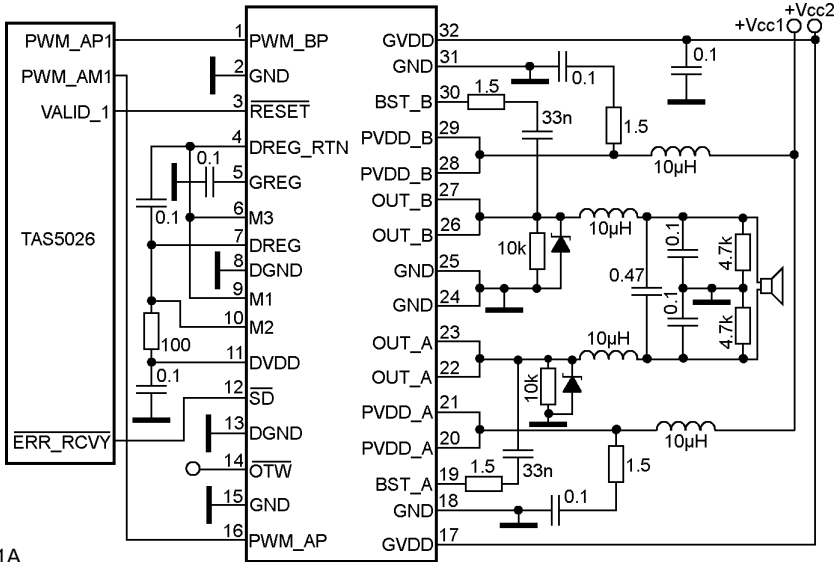 +Vcc2
+Vcc1
PWM_AP1
PWM_AM1
VALID_1
TAS5026
ERR_RCVY
1 PWM_BP
2 GND
3 RESET
4 DREG_RTN
5 GREG
6 M3
7 DREG
8 DGND
9 M1
10 M2
11 DVDD
12 SD
13 DGND
14 OTW
15 GND
16 PWM_AP
0.1
0.1
100
0.1
GVDD 32
GND 31
BST_B 30
PVDD_B 29
PVDD_B 28
OUT_B 27
OUT_B 26
GND 25
GND 24
OUT_A 23
OUT_A 22
PVDD_A 21
PVDD_A 20
BST_A 19
GND 18
GVDD 17
0.1
0.1
1.5
33n
1.5
10µH
10µH
10k
0.1
4.7k
0.47
0.1
4.7k
10µH
10k
10µH
1.5
33n
1.5
0.1
1A